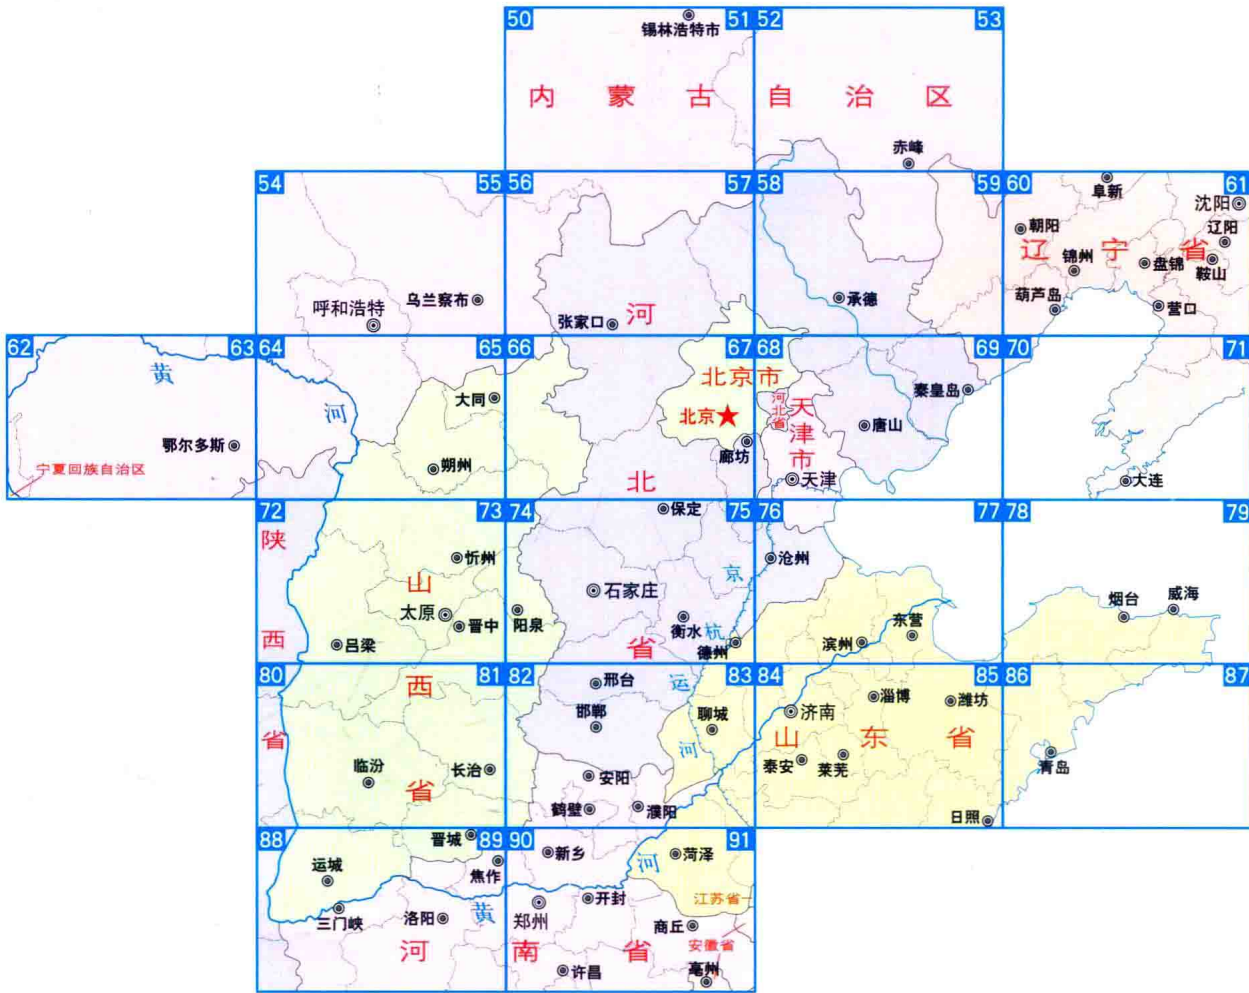 50
51
52
53
锡林浩特市
内蒙古自治区
赤峰
54
55
56
57
58
59
60
61
阜新
沈阳
朝阳
辽阳
辽宁省
锦州
盘锦
鞍山
葫芦岛
营口
乌兰察布
呼和浩特
张家口
河
承德
62
63
64
65
66
67
68
69
70
71
黄
河
大同
北京市
北京
河北省
天津市
秦皇岛
唐山
鄂尔多斯
宁夏回族自治区
朔州
廊坊
北
天津
大连
72
73
74
75
76
77
78
79
陕
保定
忻州
沧州
山
京
石家庄
太原
晋中
阳泉
衡水
杭
德州
吕梁
西
省
滨州
东营
烟台
威海
80
81
82
83
84
85
86
87
西
邢台
运
淄博
潍坊
省
邯郸
聊城
济南
山东省
河
临汾
长治
泰安
莱芜
青岛
省
安阳
鹤壁
濮阳
日照
88
89
90
91
晋城
运城
焦作
新乡
河
菏泽
江苏省
三门峡
洛阳
黄
郑州
开封
商丘
河南省
安徽省
许昌
亳州